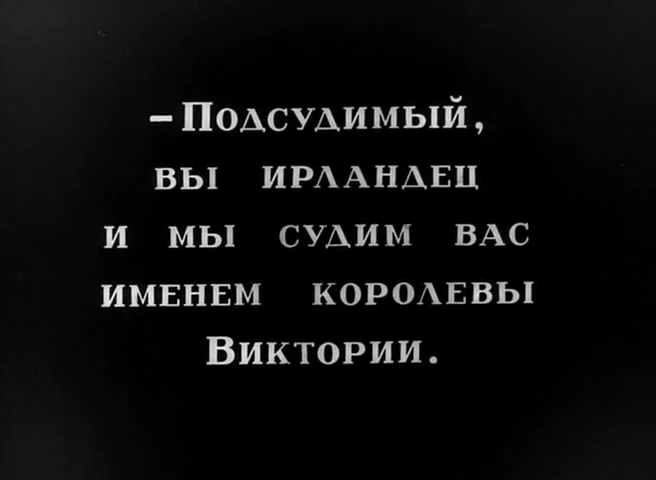 – Подсудимый,
вы ирландец
и мы судим вас
именем королевы
Виктории.